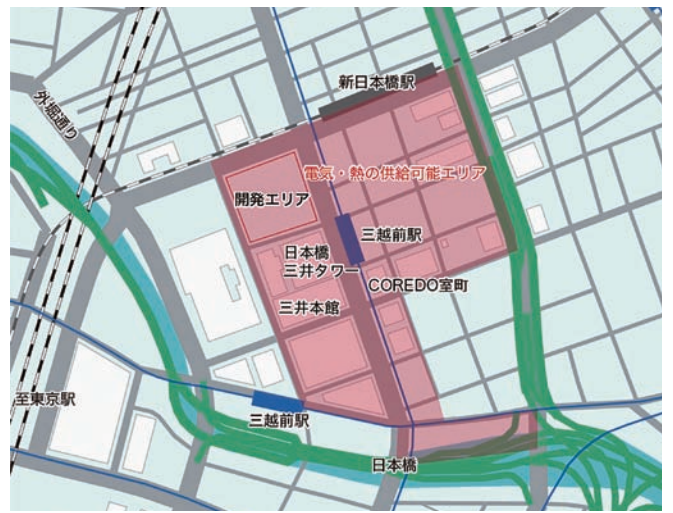 新日本橋駅
外堀通り
電気・熱の供給可能エリア
開発エリア
三越前駅
日本橋
三井タワー
COREDO室町
三井本館
至東京駅
三越前駅
日本橋